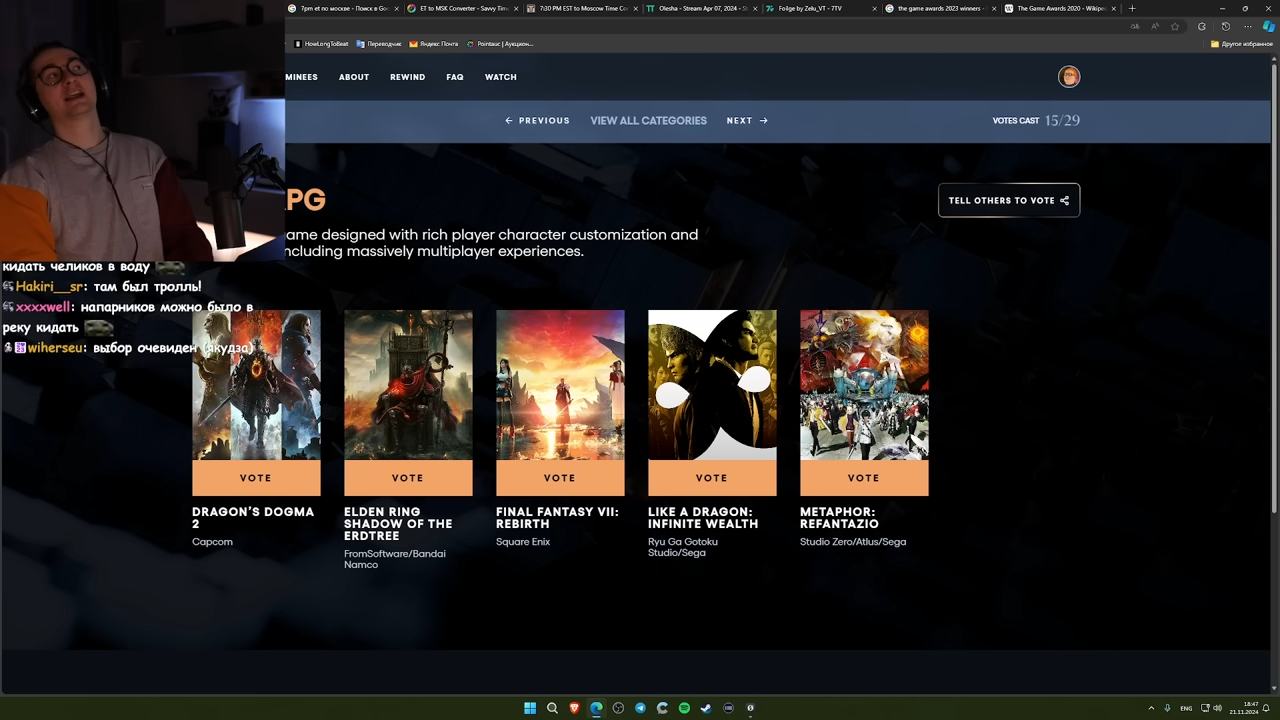 7pm et по москве - Поиск в Goo
ET to MSK Converter - Savvy Tim
7:30 PM EST to Moscow Time Co
Olesha - Stream Apr 07, 2024 - S
Foilge by Zelu_VT - 7TV
the game awards 2023 winners -
The Game Awards 2020 - Wikipe
HowLongToBeat
Переводчик
Яндекс Почта
Pointauc | Аукцион...
Другое избранное
MINEES
ABOUT
REWIND
FAQ
WATCH
← PREVIOUS
VIEW ALL CATEGORIES
NEXT →
VOTES CAST 15/29
PG
TELL OTHERS TO VOTE
ame designed with rich player character customization and
ncluding massively multiplayer experiences.
кидать челиков в воду
Hakiri__sr: там был тролль!
xxxxwell: напарников можно было в
реку кидать
wiherseu: выбор очевиден (якудза)
VOTE
VOTE
VOTE
VOTE
VOTE
DRAGON'S DOGMA
2
Capcom
ELDEN RING
SHADOW OF THE
ERDTREE
FromSoftware/Bandai
Namco
FINAL FANTASY VII:
REBIRTH
Square Enix
LIKE A DRAGON:
INFINITE WEALTH
Ryu Ga Gotoku
Studio/Sega
METAPHOR:
REFANTAZIO
Studio Zero/Atlus/Sega
ENG
18:47
21.11.2024